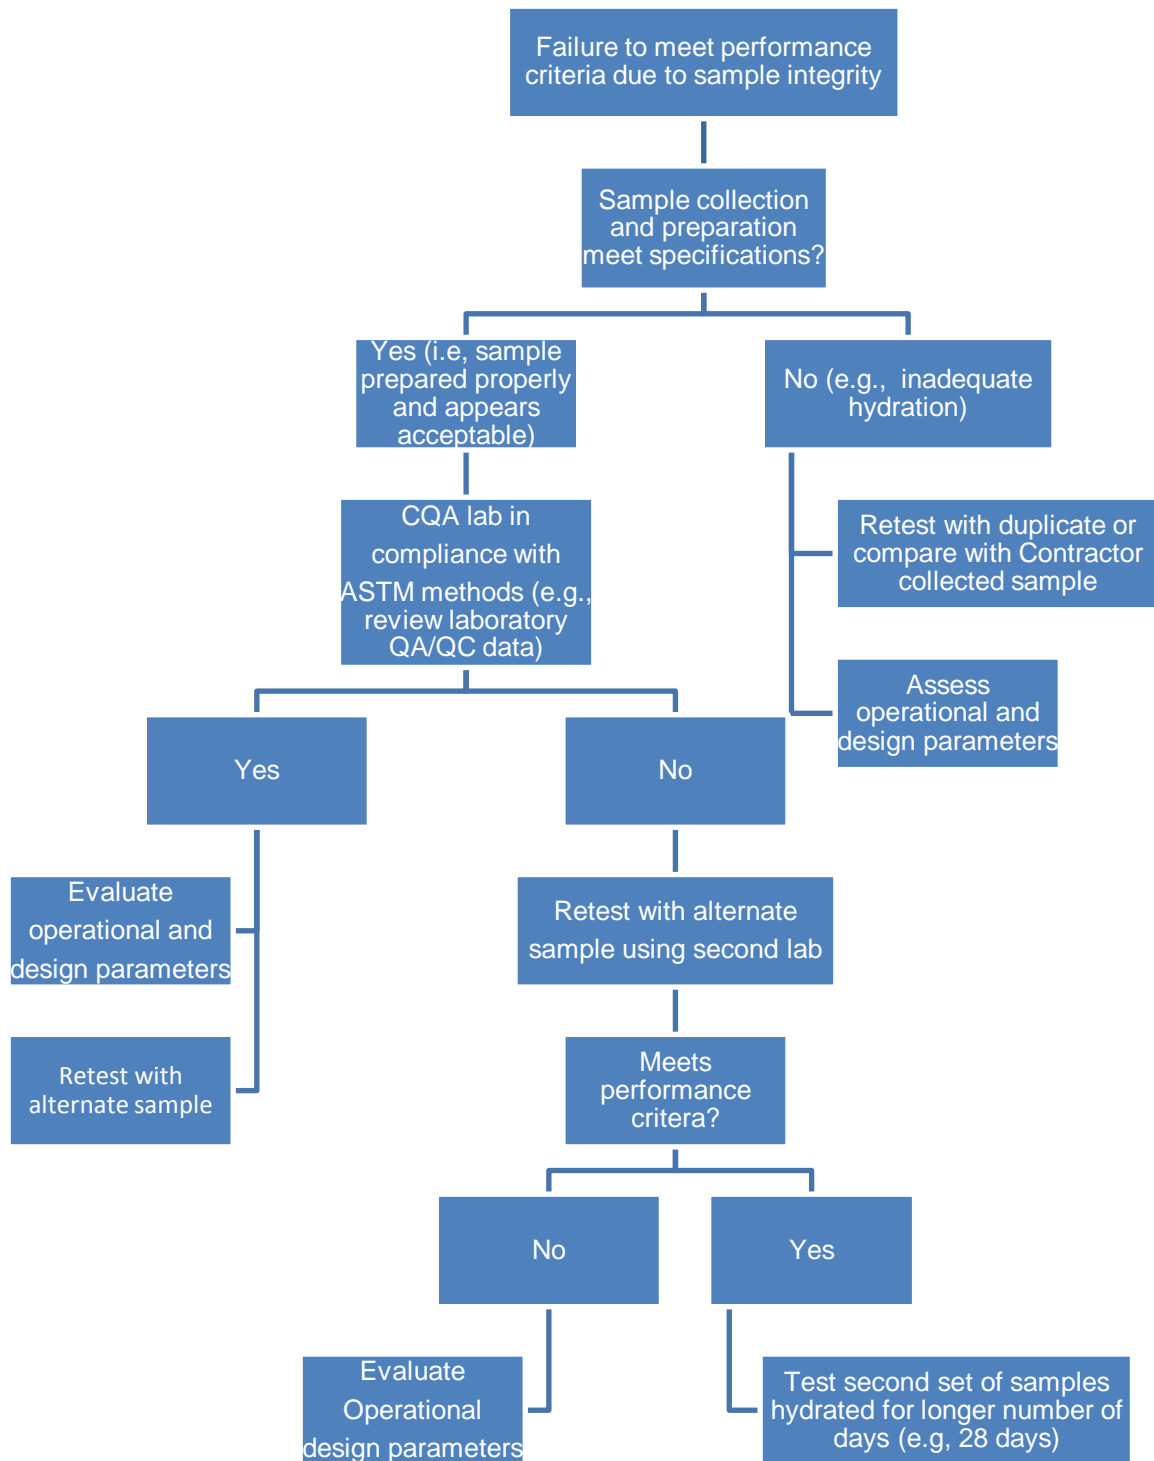 Failure to meet performance
criteria due to sample integrity
Sample collection
and preparation
meet specifications?
Yes (i.e, sample
prepared properly
and appears
acceptable)
No (e.g., inadequate
hydration)
CQA lab in
compliance with
ASTM methods (e.g.,
review laboratory
QA/QC data)
Retest with duplicate or
compare with Contractor
collected sample
Assess
operational and
design parameters
Yes
No
Evaluate
operational and
design parameters
Retest with alternate
sample using second lab
Retest with
alternate sample
Meets
performance
critera?
No
Yes
Evaluate
Operational
design parameters
Test second set of samples
hydrated for longer number of
days (e.g, 28 days)